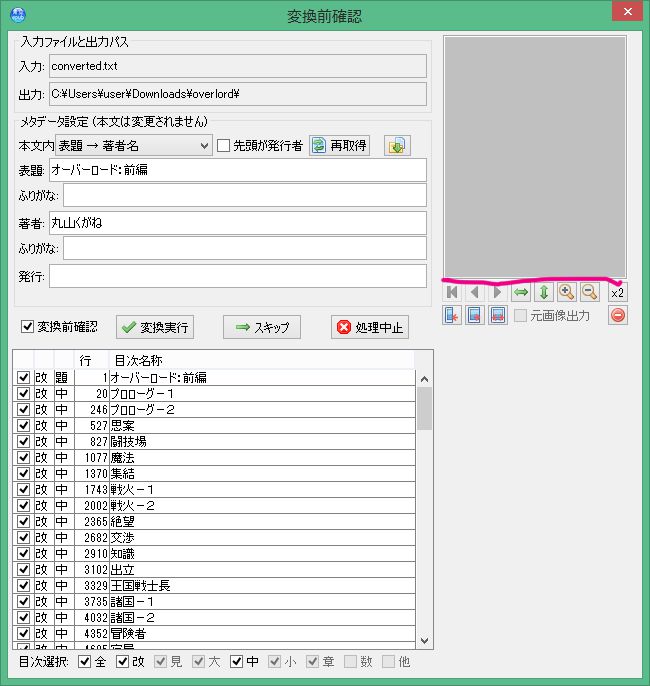 変換前確認
入力ファイルと出力パス
入力: converted.txt
出力: C:¥Users¥user¥Downloads¥overlord¥
メタデータ設定 (本文は変更されません)
本文内 表題 → 著者名 先頭が発行者 再取得
表題: オーバーロード：前編
ふりがな:
著者: 丸山くがね
ふりがな:
発行:
x2
元画像出力
変換前確認 変換実行 スキップ 処理中止
行 目次名称
改 題 1 オーバーロード：前編
改 中 20 プロローグ－１
改 中 246 プロローグ－２
改 中 527 思案
改 中 827 闘技場
改 中 1077 魔法
改 中 1370 集結
改 中 1743 戦火－１
改 中 2002 戦火－２
改 中 2365 絶望
改 中 2682 交渉
改 中 2910 知識
改 中 3102 出立
改 中 3329 王国戦士長
改 中 3735 諸国－１
改 中 4032 諸国－２
改 中 4352 冒険者
目次選択: 全 改 見 大 中 小 章 数 他